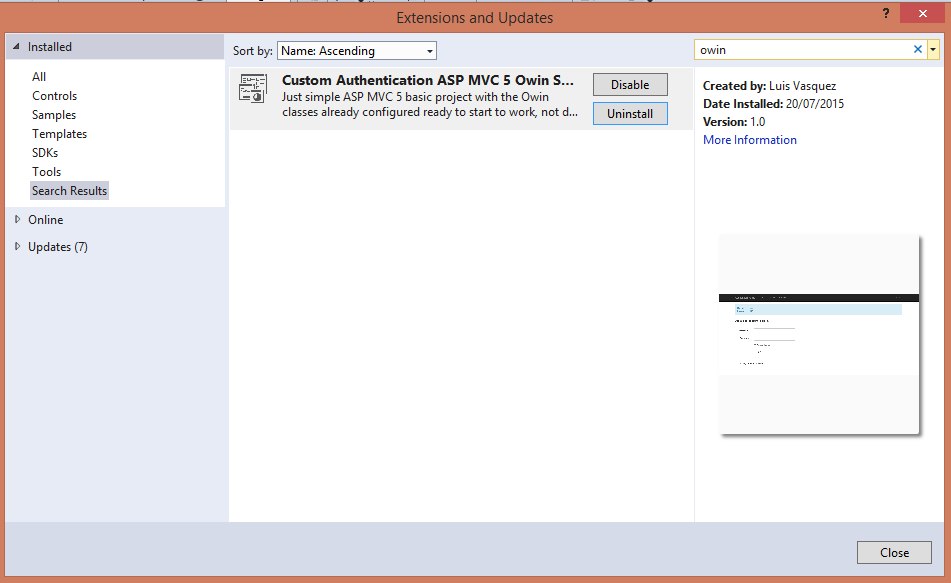 Extensions and Updates
?
Installed
All
Controls
Samples
Templates
SDKs
Tools
Search Results
Online
Updates (7)
Sort by: Name: Ascending
Custom Authentication ASP MVC 5 Owin S...
Just simple ASP MVC 5 basic project with the Owin
classes already configured ready to start to work, not d...
Disable
Uninstall
owin
Created by: Luis Vasquez
Date Installed: 20/07/2015
Version: 1.0
More Information
Close